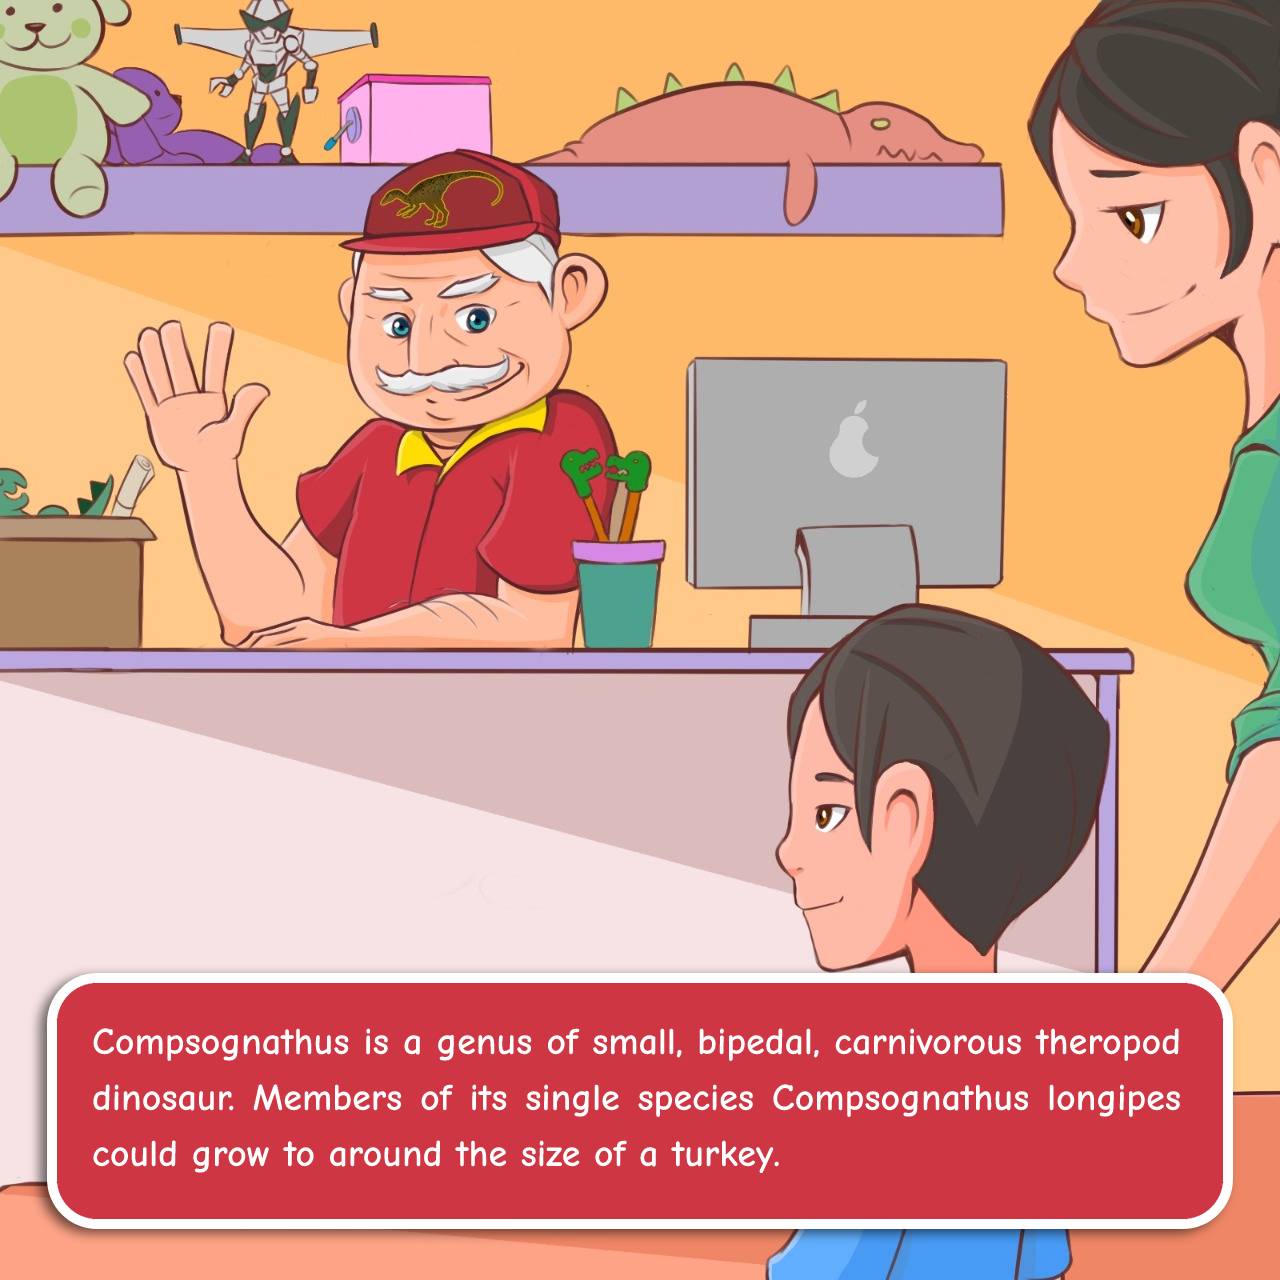 Compsognathus is a genus of small, bipedal, carnivorous theropod
dinosaur. Members of its single species Compsognathus longipes
could grow to around the size of a turkey.